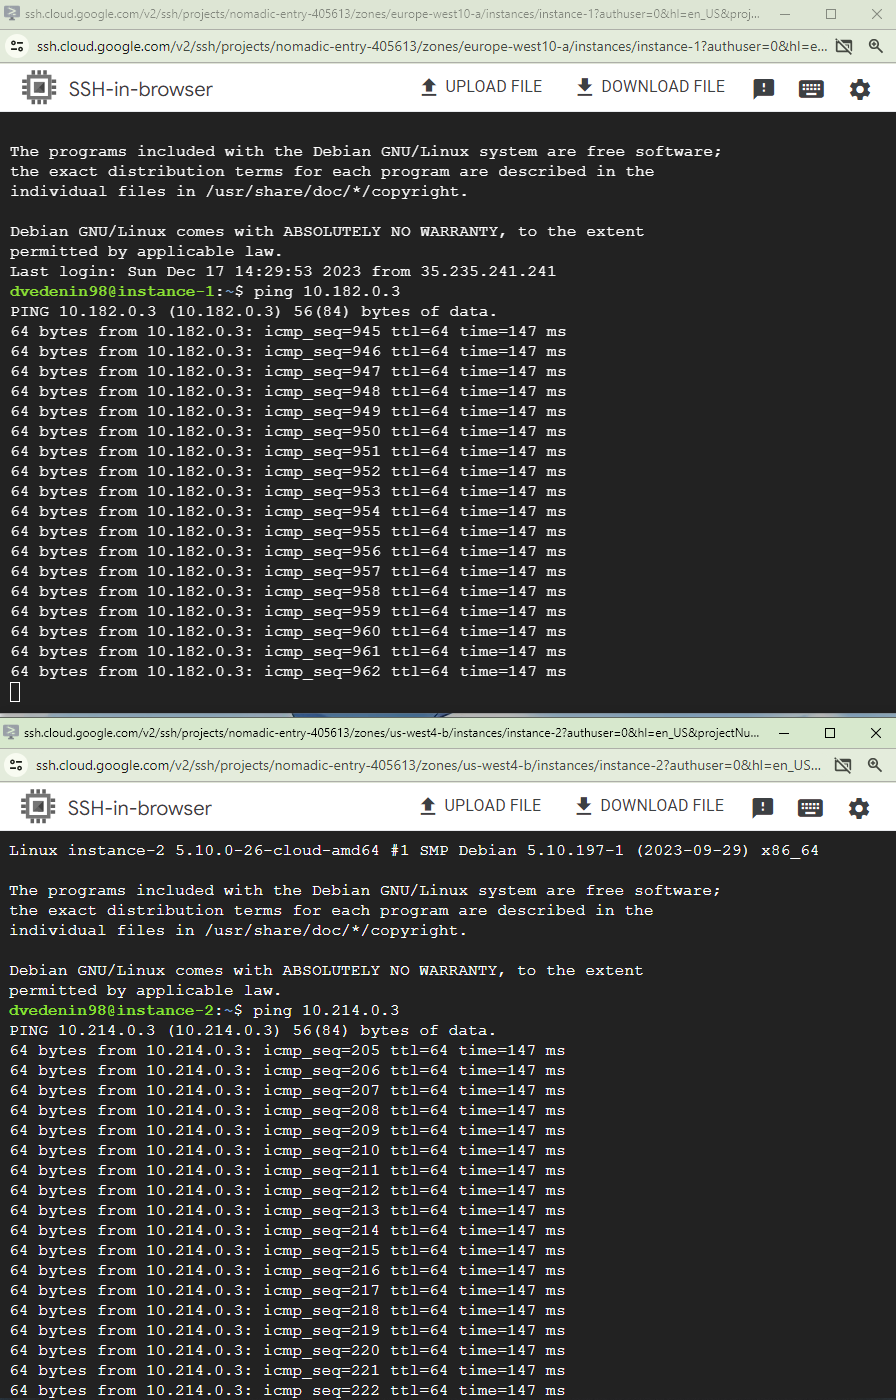 ssh.cloud.google.com/v2/ssh/projects/nomadic-entry-405613/zones/europe-west10-a/instances/instance-1?authuser=0&hl=en_US&proj...
ssh.cloud.google.com/v2/ssh/projects/nomadic-entry-405613/zones/europe-west10-a/instances/instance-1?authuser=0&hl=e...
SSH-in-browser UPLOAD FILE DOWNLOAD FILE
The programs included with the Debian GNU/Linux system are free software;
the exact distribution terms for each program are described in the
individual files in /usr/share/doc/*/copyright.
Debian GNU/Linux comes with ABSOLUTELY NO WARRANTY, to the extent
permitted by applicable law.
Last login: Sun Dec 17 14:29:53 2023 from 35.235.241.241
dvedenin98@instance-1:~$ ping 10.182.0.3
PING 10.182.0.3 (10.182.0.3) 56(84) bytes of data.
64 bytes from 10.182.0.3: icmp_seq=945 ttl=64 time=147 ms
64 bytes from 10.182.0.3: icmp_seq=946 ttl=64 time=147 ms
64 bytes from 10.182.0.3: icmp_seq=947 ttl=64 time=147 ms
64 bytes from 10.182.0.3: icmp_seq=948 ttl=64 time=147 ms
64 bytes from 10.182.0.3: icmp_seq=949 ttl=64 time=147 ms
64 bytes from 10.182.0.3: icmp_seq=950 ttl=64 time=147 ms
64 bytes from 10.182.0.3: icmp_seq=951 ttl=64 time=147 ms
64 bytes from 10.182.0.3: icmp_seq=952 ttl=64 time=147 ms
64 bytes from 10.182.0.3: icmp_seq=953 ttl=64 time=147 ms
64 bytes from 10.182.0.3: icmp_seq=954 ttl=64 time=147 ms
64 bytes from 10.182.0.3: icmp_seq=955 ttl=64 time=147 ms
64 bytes from 10.182.0.3: icmp_seq=956 ttl=64 time=147 ms
64 bytes from 10.182.0.3: icmp_seq=957 ttl=64 time=147 ms
64 bytes from 10.182.0.3: icmp_seq=958 ttl=64 time=147 ms
64 bytes from 10.182.0.3: icmp_seq=959 ttl=64 time=147 ms
64 bytes from 10.182.0.3: icmp_seq=960 ttl=64 time=147 ms
64 bytes from 10.182.0.3: icmp_seq=961 ttl=64 time=147 ms
64 bytes from 10.182.0.3: icmp_seq=962 ttl=64 time=147 ms
ssh.cloud.google.com/v2/ssh/projects/nomadic-entry-405613/zones/us-west4-b/instances/instance-2?authuser=0&hl=en_US&projectNu...
ssh.cloud.google.com/v2/ssh/projects/nomadic-entry-405613/zones/us-west4-b/instances/instance-2?authuser=0&hl=en_US...
SSH-in-browser UPLOAD FILE DOWNLOAD FILE
Linux instance-2 5.10.0-26-cloud-amd64 #1 SMP Debian 5.10.197-1 (2023-09-29) x86_64
The programs included with the Debian GNU/Linux system are free software;
the exact distribution terms for each program are described in the
individual files in /usr/share/doc/*/copyright.
Debian GNU/Linux comes with ABSOLUTELY NO WARRANTY, to the extent
permitted by applicable law.
dvedenin98@instance-2:~$ ping 10.214.0.3
PING 10.214.0.3 (10.214.0.3) 56(84) bytes of data.
64 bytes from 10.214.0.3: icmp_seq=205 ttl=64 time=147 ms
64 bytes from 10.214.0.3: icmp_seq=206 ttl=64 time=147 ms
64 bytes from 10.214.0.3: icmp_seq=207 ttl=64 time=147 ms
64 bytes from 10.214.0.3: icmp_seq=208 ttl=64 time=147 ms
64 bytes from 10.214.0.3: icmp_seq=209 ttl=64 time=147 ms
64 bytes from 10.214.0.3: icmp_seq=210 ttl=64 time=147 ms
64 bytes from 10.214.0.3: icmp_seq=211 ttl=64 time=147 ms
64 bytes from 10.214.0.3: icmp_seq=212 ttl=64 time=147 ms
64 bytes from 10.214.0.3: icmp_seq=213 ttl=64 time=147 ms
64 bytes from 10.214.0.3: icmp_seq=214 ttl=64 time=147 ms
64 bytes from 10.214.0.3: icmp_seq=215 ttl=64 time=147 ms
64 bytes from 10.214.0.3: icmp_seq=216 ttl=64 time=147 ms
64 bytes from 10.214.0.3: icmp_seq=217 ttl=64 time=147 ms
64 bytes from 10.214.0.3: icmp_seq=218 ttl=64 time=147 ms
64 bytes from 10.214.0.3: icmp_seq=219 ttl=64 time=147 ms
64 bytes from 10.214.0.3: icmp_seq=220 ttl=64 time=147 ms
64 bytes from 10.214.0.3: icmp_seq=221 ttl=64 time=147 ms
64 bytes from 10.214.0.3: icmp_seq=222 ttl=64 time=147 ms